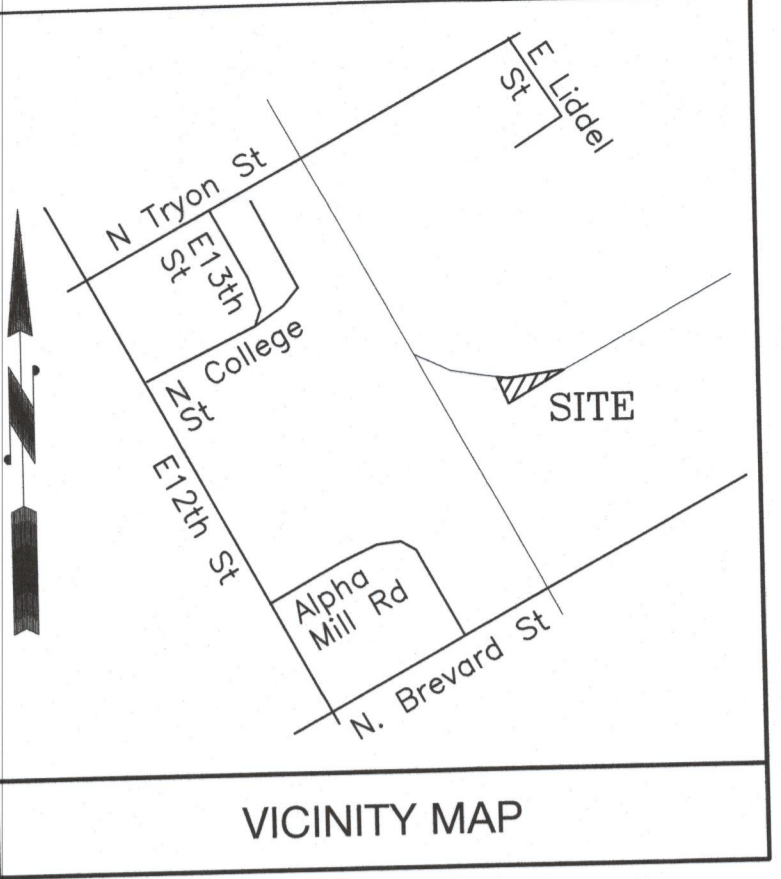 E Liddel
St
N Tryon St
E13th
St
N College
St
SITE
E12th St
Alpha
Mill Rd
N. Brevard St
N
VICINITY MAP